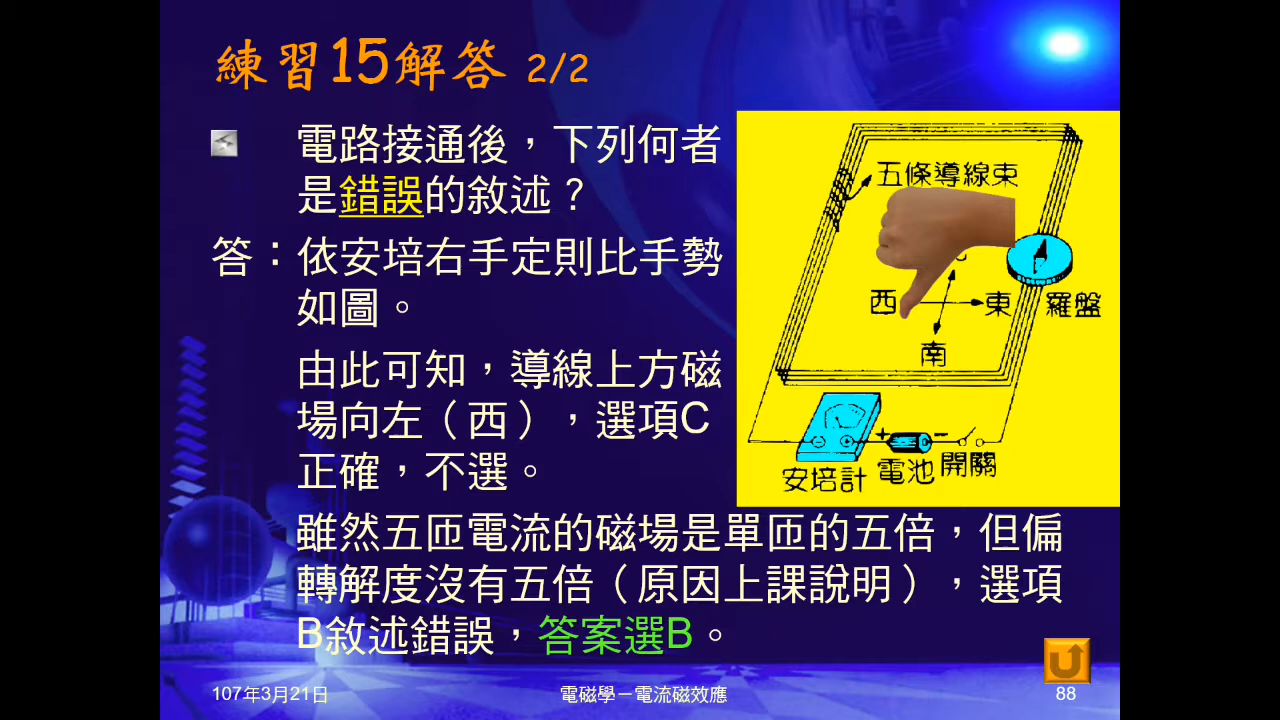 練習15解答 2/2
電路接通後，下列何者
是錯誤的敘述？
答：依安培右手定則比手勢
如圖。
由此可知，導線上方磁
場向左（西），選項C
正確，不選。
雖然五匝電流的磁場是單匝的五倍，但偏
轉解度沒有五倍（原因上課說明），選項
B敘述錯誤，答案選B。
五條導線束
西
東
羅盤
南
+
−
安培計
電池
開關
107年3月21日
電磁學－電流磁效應
88